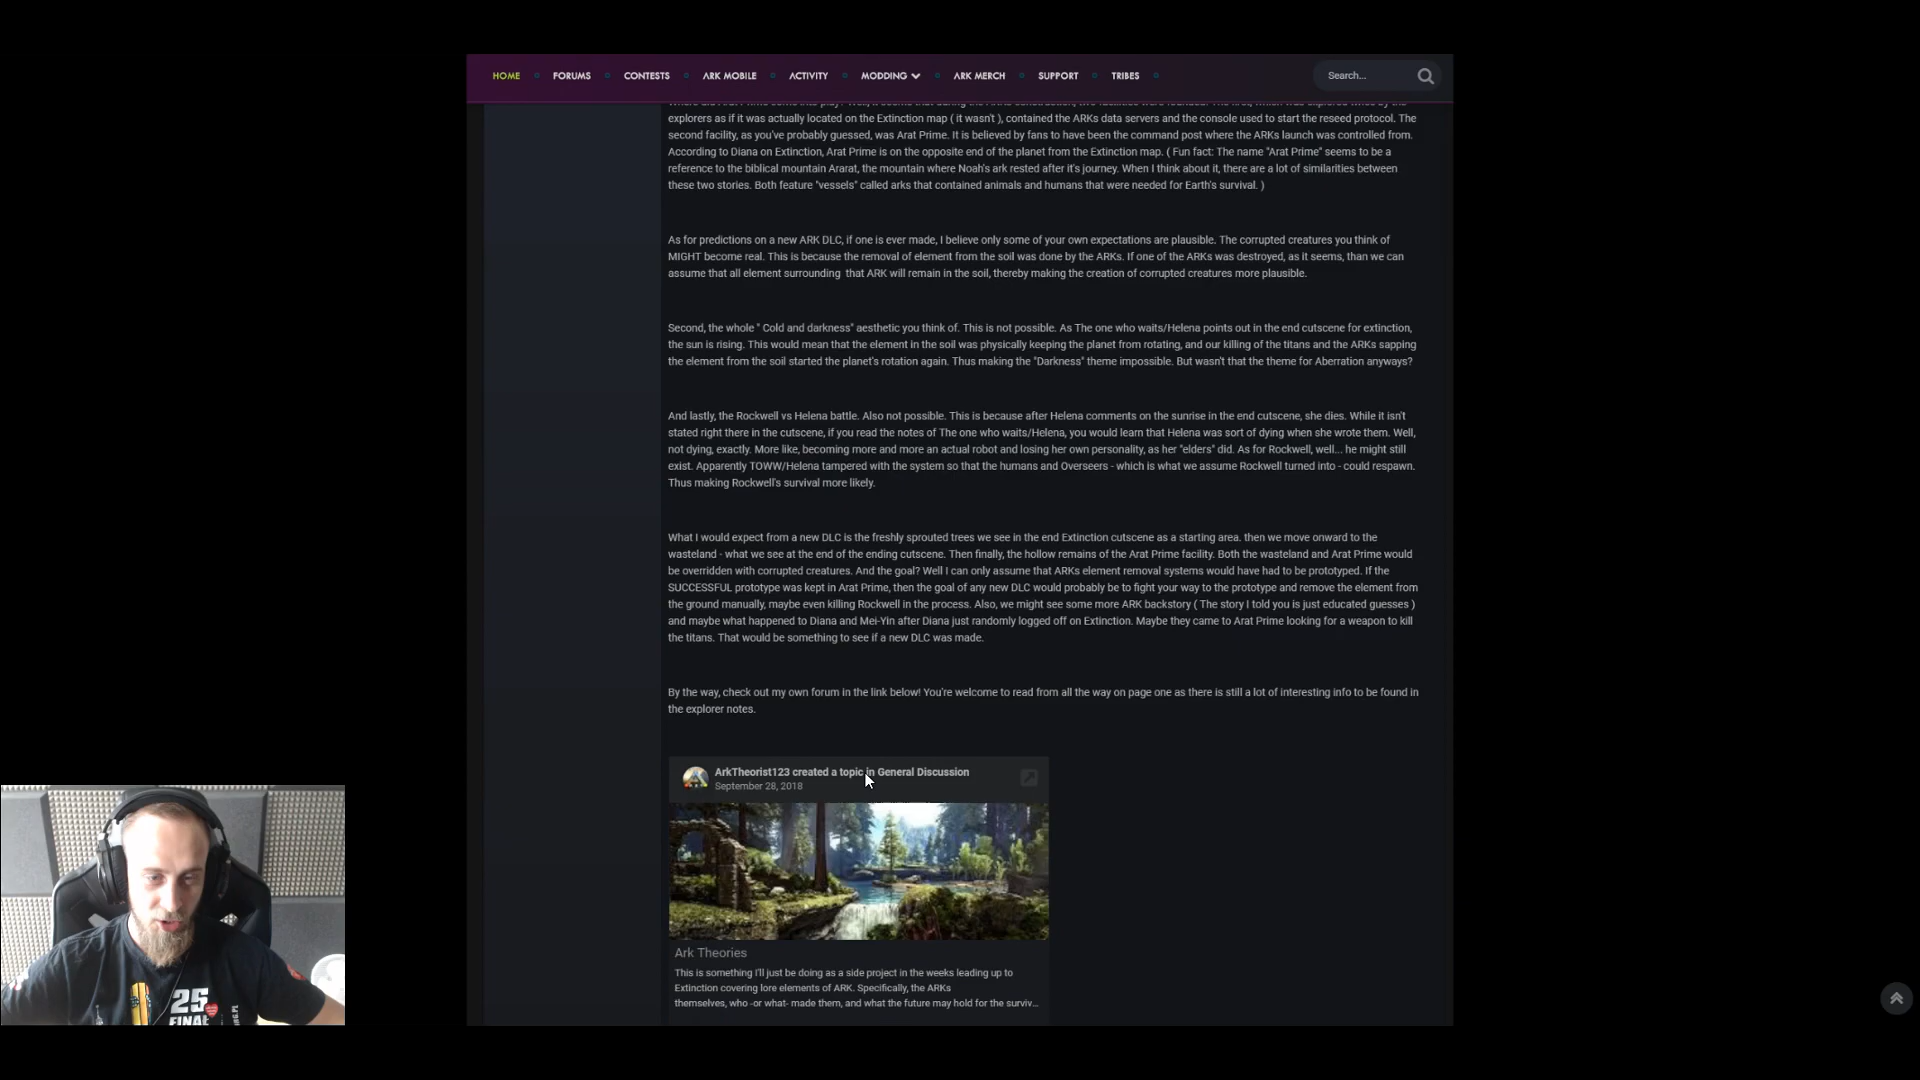 HOME
FORUMS
CONTESTS
ARK MOBILE
ACTIVITY
MODDING
ARK MERCH
SUPPORT
TRIBES
Search...
explorers as if it was actually located on the Extinction map ( it wasn't ), contained the ARKs data servers and the console used to start the reseed protocol. The
second facility, as you've probably guessed, was Arat Prime. It is believed by fans to have been the command post where the ARKs launch was controlled from.
According to Diana on Extinction, Arat Prime is on the opposite end of the planet from the Extinction map. ( Fun fact: The name "Arat Prime" seems to be a
reference to the biblical mountain Ararat, the mountain where Noah's ark rested after it's journey. When I think about it, there are a lot of similarities between
these two stories. Both feature "vessels" called arks that contained animals and humans that were needed for Earth's survival. )
As for predictions on a new ARK DLC, if one is ever made, I believe only some of your own expectations are plausible. The corrupted creatures you think of
MIGHT become real. This is because the removal of element from the soil was done by the ARKs. If one of the ARKs was destroyed, as it seems, than we can
assume that all element surrounding that ARK will remain in the soil, thereby making the creation of corrupted creatures more plausible.
Second, the whole " Cold and darkness" aesthetic you think of. This is not possible. As The one who waits/Helena points out in the end cutscene for extinction,
the sun is rising. This would mean that the element in the soil was physically keeping the planet from rotating, and our killing of the titans and the ARKs sapping
the element from the soil started the planet's rotation again. Thus making the "Darkness" theme impossible. But wasn't that the theme for Aberration anyways?
And lastly, the Rockwell vs Helena battle. Also not possible. This is because after Helena comments on the sunrise in the end cutscene, she dies. While it isn't
stated right there in the cutscene, if you read the notes of The one who waits/Helena, you would learn that Helena was sort of dying when she wrote them. Well,
not dying, exactly. More like, becoming more and more an actual robot and losing her own personality, as her "elders" did. As for Rockwell, well... he might still
exist. Apparently TOWW/Helena tampered with the system so that the humans and Overseers - which is what we assume Rockwell turned into - could respawn.
Thus making Rockwell's survival more likely.
What I would expect from a new DLC is the freshly sprouted trees we see in the end Extinction cutscene as a starting area. then we move onward to the
wasteland - what we see at the end of the ending cutscene. Then finally, the hollow remains of the Arat Prime facility. Both the wasteland and Arat Prime would
be overridden with corrupted creatures. And the goal? Well I can only assume that ARKs element removal systems would have had to be prototyped. If the
SUCCESSFUL prototype was kept in Arat Prime, then the goal of any new DLC would probably be to fight your way to the prototype and remove the element from
the ground manually, maybe even killing Rockwell in the process. Also, we might see some more ARK backstory ( The story I told you is just educated guesses )
and maybe what happened to Diana and Mei-Yin after Diana just randomly logged off on Extinction. Maybe they came to Arat Prime looking for a weapon to kill
the titans. That would be something to see if a new DLC was made.
By the way, check out my own forum in the link below! You're welcome to read from all the way on page one as there is still a lot of interesting info to be found in
the explorer notes.
ArkTheorist123 created a topic in General Discussion
September 28, 2018
Ark Theories
This is something I'll just be doing as a side project in the weeks leading up to
Extinction covering lore elements of ARK. Specifically, the ARKs
themselves, who -or what- made them, and what the future may hold for the surviv...
25
FINAŁ